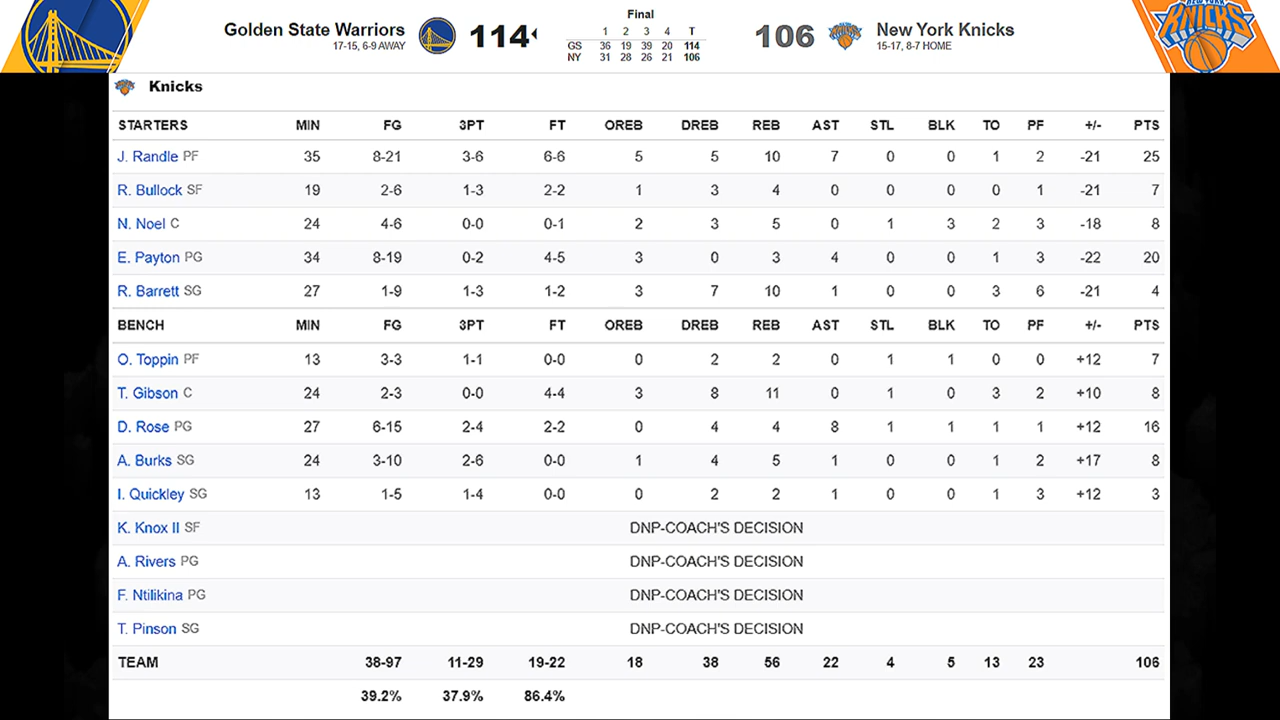 Final
Golden State Warriors 114 106 New York Knicks
17-15, 6-9 AWAY 15-17, 8-7 HOME
1 2 3 4 T
GS 36 19 39 20 114
NY 31 28 26 21 106
NEW YORK
KNICKS
Knicks
STARTERS MIN FG 3PT FT OREB DREB REB AST STL BLK TO PF +/- PTS
J. Randle PF 35 8-21 3-6 6-6 5 5 10 7 0 0 1 2 -21 25
R. Bullock SF 19 2-6 1-3 2-2 1 3 4 0 0 0 0 1 -21 7
N. Noel C 24 4-6 0-0 0-1 2 3 5 0 1 3 2 3 -18 8
E. Payton PG 34 8-19 0-2 4-5 3 0 3 4 0 0 1 3 -22 20
R. Barrett SG 27 1-9 1-3 1-2 3 7 10 1 0 0 3 6 -21 4
BENCH MIN FG 3PT FT OREB DREB REB AST STL BLK TO PF +/- PTS
O. Toppin PF 13 3-3 1-1 0-0 0 2 2 0 1 1 0 0 +12 7
T. Gibson C 24 2-3 0-0 4-4 3 8 11 0 1 0 3 2 +10 8
D. Rose PG 27 6-15 2-4 2-2 0 4 4 8 1 1 1 1 +12 16
A. Burks SG 24 3-10 2-6 0-0 1 4 5 1 0 0 1 2 +17 8
I. Quickley SG 13 1-5 1-4 0-0 0 2 2 1 0 0 1 3 +12 3
K. Knox II SF DNP-COACH'S DECISION
A. Rivers PG DNP-COACH'S DECISION
F. Ntilikina PG DNP-COACH'S DECISION
T. Pinson SG DNP-COACH'S DECISION
TEAM 38-97 11-29 19-22 18 38 56 22 4 5 13 23 106
39.2% 37.9% 86.4%